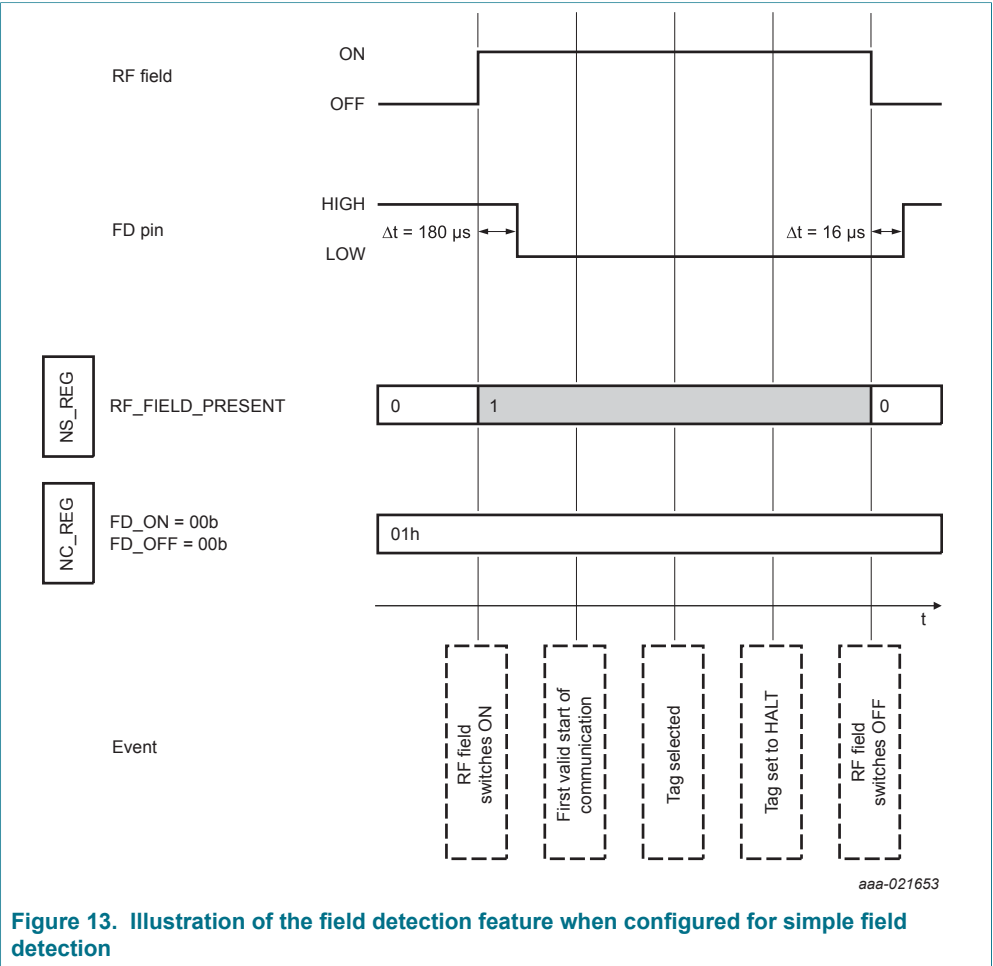 ON
RF field
OFF
HIGH
FD pin
Δt = 180 µs
Δt = 16 µs
LOW
NS_REG
RF_FIELD_PRESENT
0
1
0
NC_REG
FD_ON = 00b
FD_OFF = 00b
01h
t
Event
RF field
switches ON
First valid start of
communication
Tag selected
Tag set to HALT
RF field
switches OFF
aaa-021653
Figure 13. Illustration of the field detection feature when configured for simple field
detection